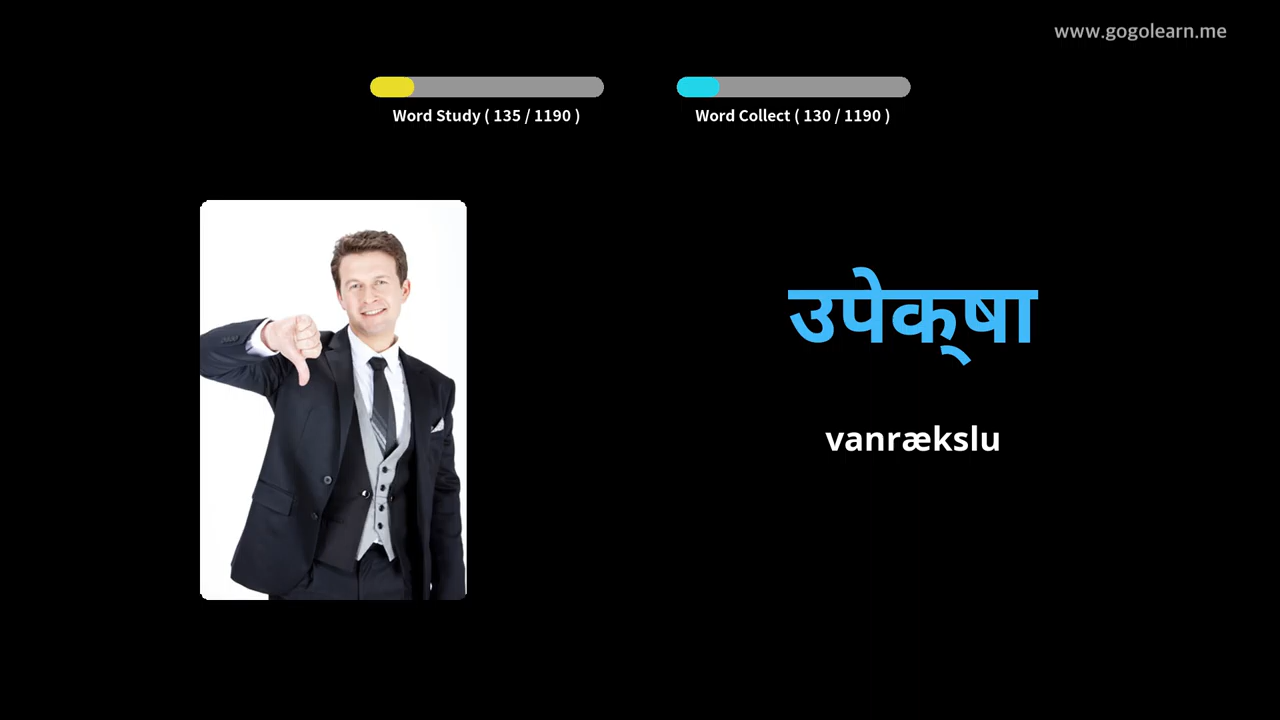 www.gogolearn.me
Word Study ( 135 / 1190 )
Word Collect ( 130 / 1190 )
उपेक्‌षा
vanrækslu